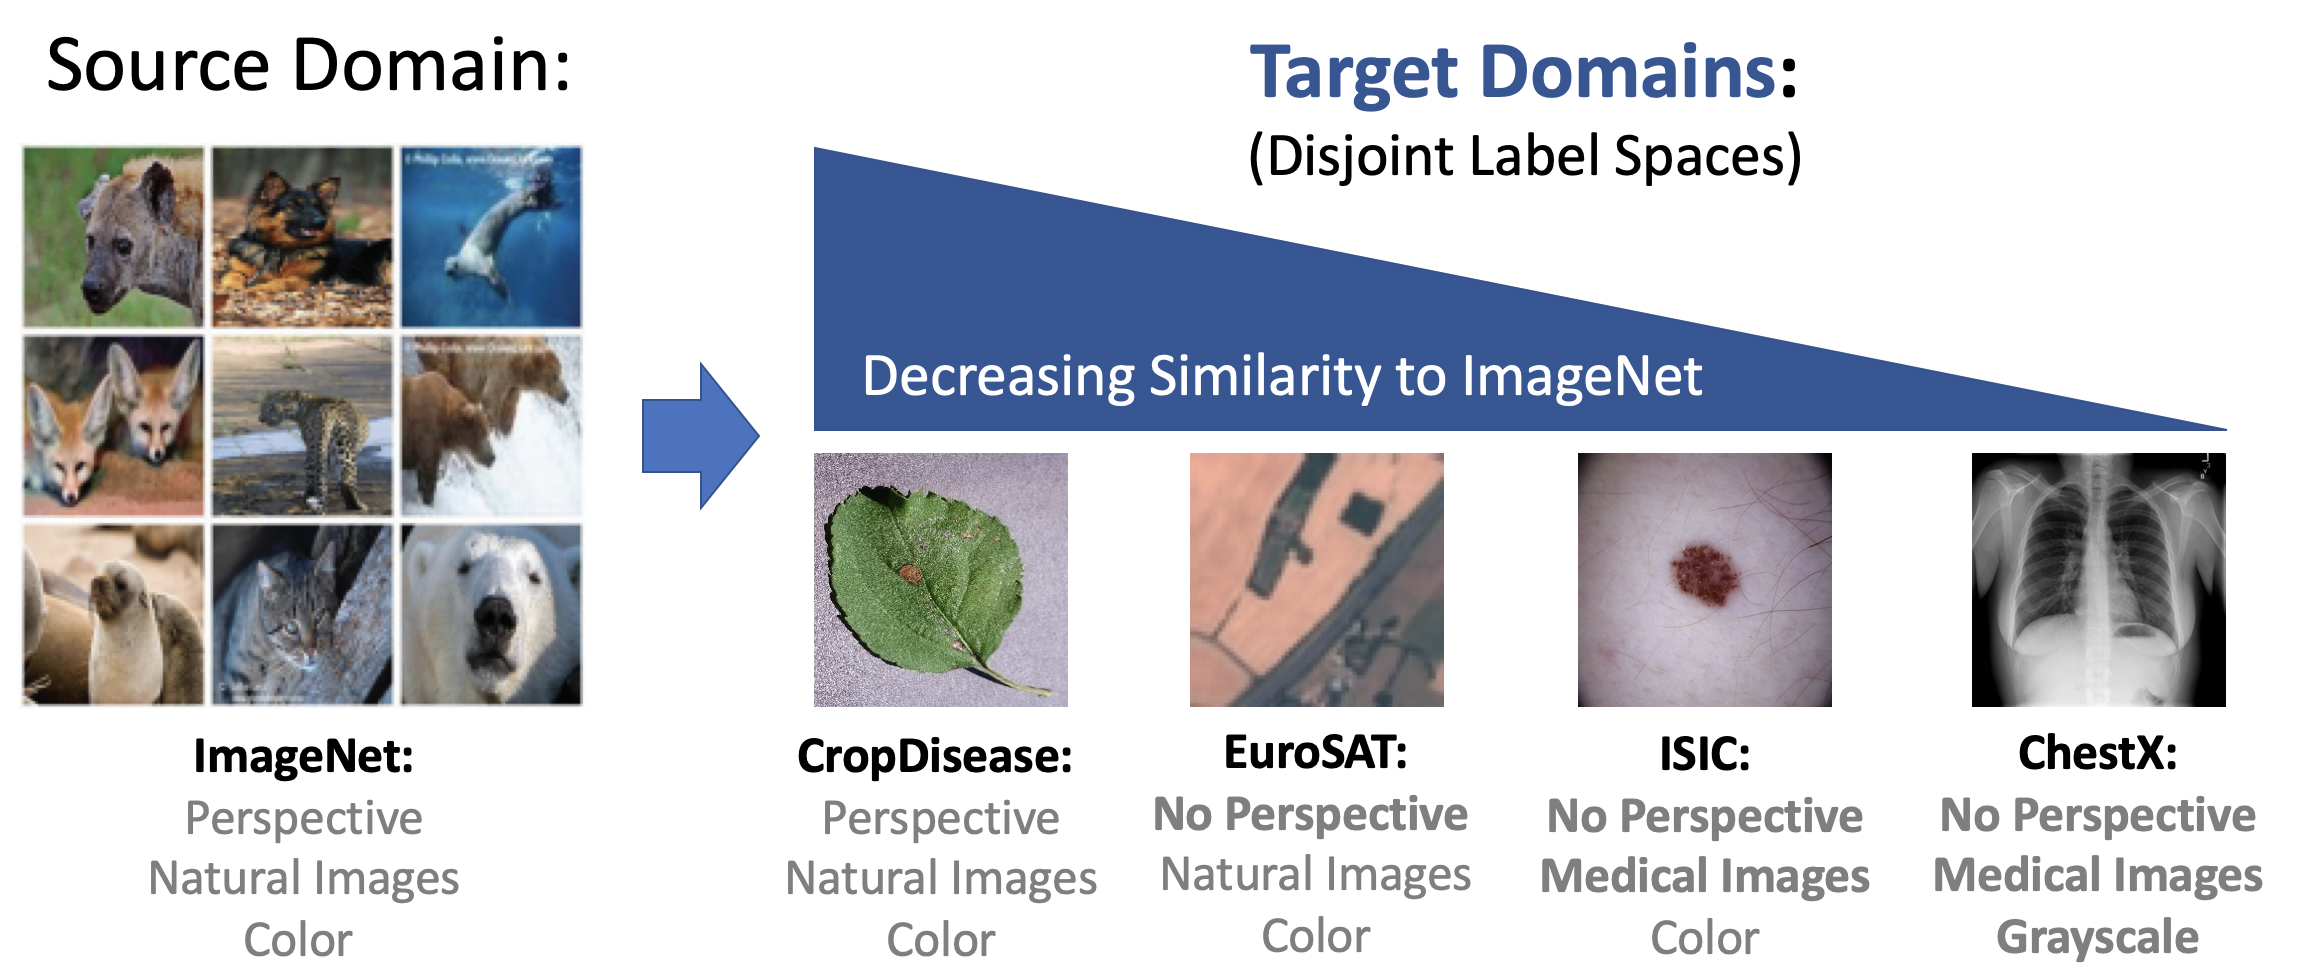 Source Domain:
Target Domains:
(Disjoint Label Spaces)
Decreasing Similarity to ImageNet
ImageNet:
Perspective
Natural Images
Color
CropDisease:
Perspective
Natural Images
Color
EuroSAT:
No Perspective
Natural Images
Color
ISIC:
No Perspective
Medical Images
Color
ChestX:
No Perspective
Medical Images
Grayscale